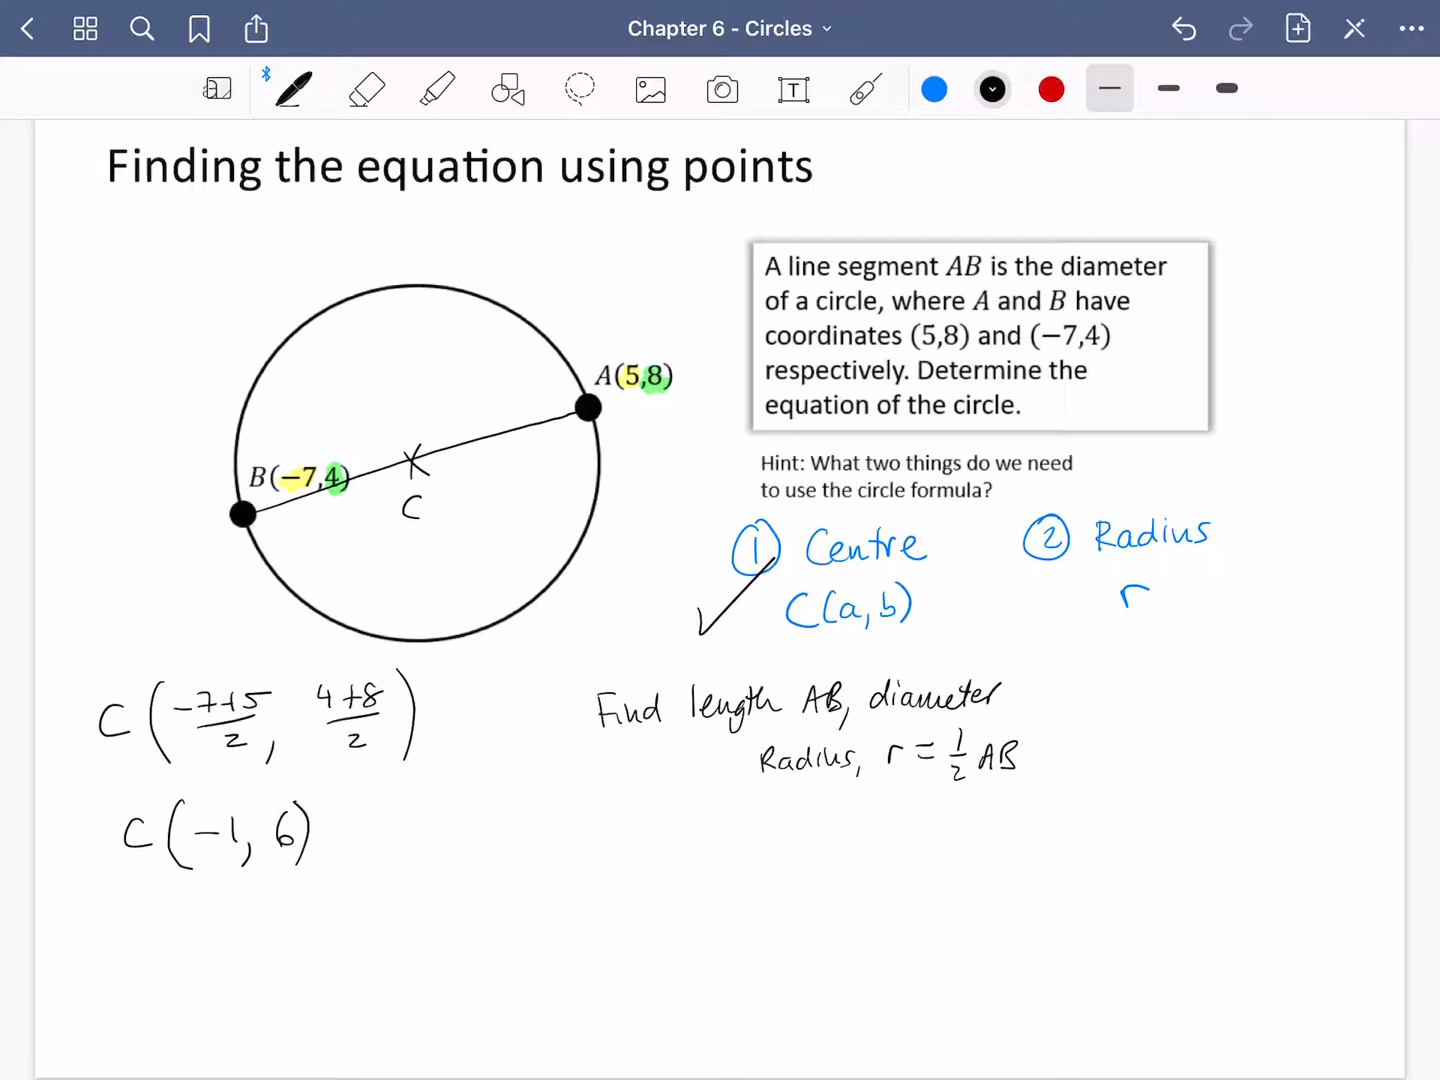 Chapter 6 - Circles
T
Finding the equation using points
A line segment AB is the diameter
of a circle, where A and B have
coordinates (5,8) and (−7,4)
respectively. Determine the
equation of the circle.
A(5,8)
B(−7,4)
C
Hint: What two things do we need
to use the circle formula?
① Centre
C(a, b)
② Radius
r
C(−7+5/2, 4+8/2)
C(−1, 6)
Find length AB, diameter
Radius, r = 1/2 AB